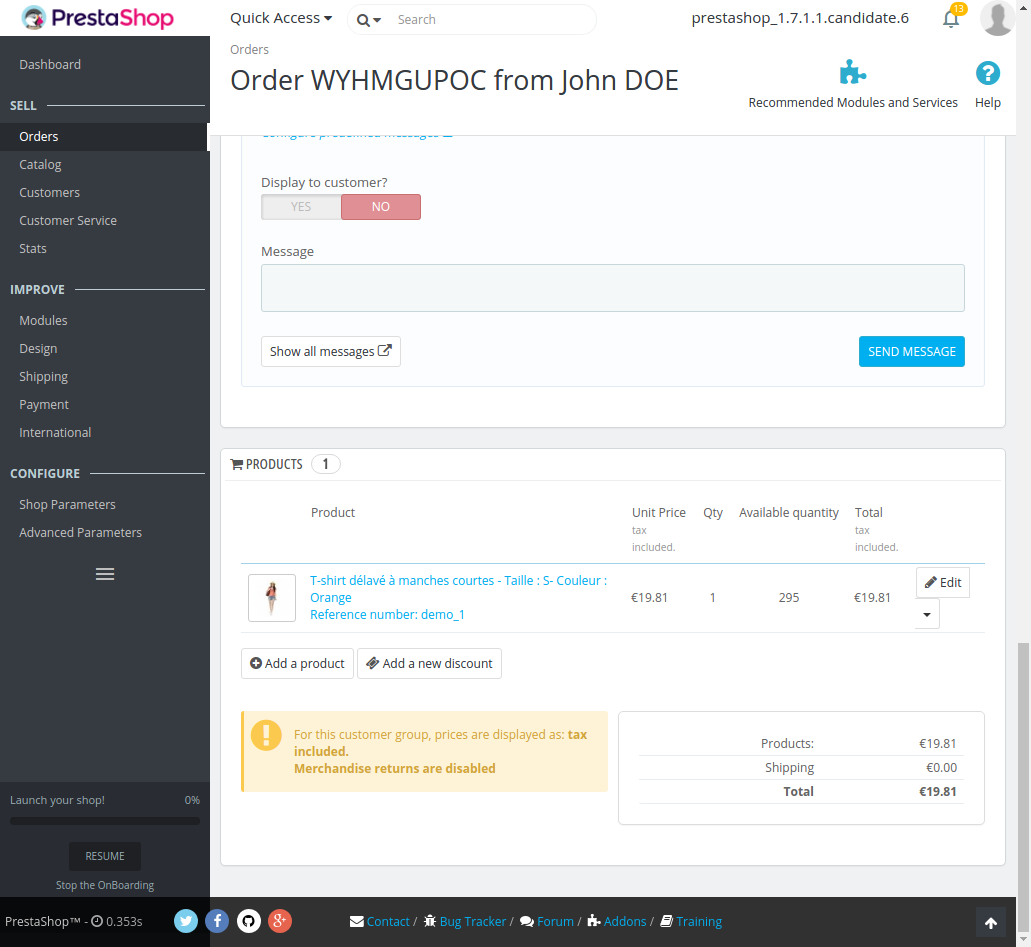 PrestaShop
Quick Access
Search
prestashop_1.7.1.1.candidate.6
13
Orders
Order WYHMGUPOC from John DOE
Recommended Modules and Services
Help
Dashboard
SELL
Orders
Catalog
Customers
Customer Service
Stats
IMPROVE
Modules
Design
Shipping
Payment
International
CONFIGURE
Shop Parameters
Advanced Parameters
Launch your shop! 0%
RESUME
Stop the OnBoarding
Configure predefined messages
Display to customer?
YES NO
Message
Show all messages
SEND MESSAGE
PRODUCTS 1
Product Unit Price Qty Available quantity Total
tax tax
included. included.
T-shirt délavé à manches courtes - Taille : S- Couleur :
Orange
Reference number: demo_1
€19.81 1 295 €19.81
Edit
Add a product Add a new discount
For this customer group, prices are displayed as: tax
included.
Merchandise returns are disabled
Products: €19.81
Shipping €0.00
Total €19.81
PrestaShop™ - 0.353s
Contact / Bug Tracker / Forum / Addons / Training